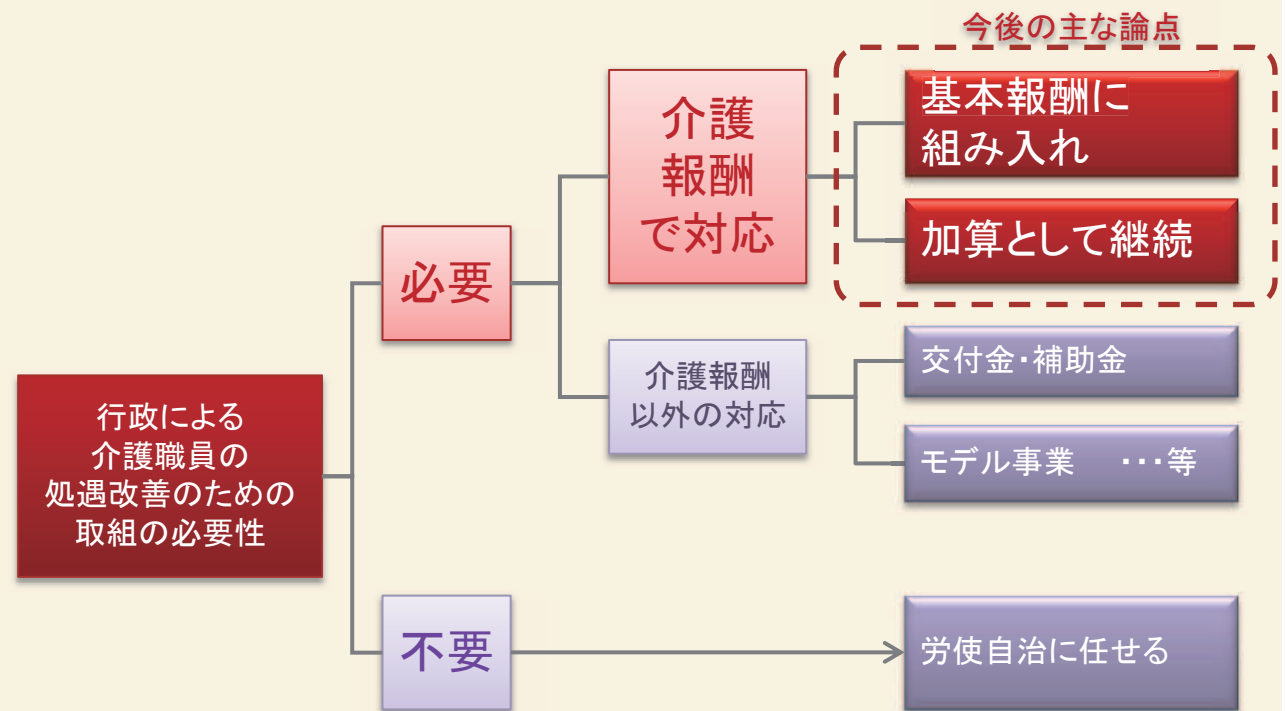 今後の主な論点
基本報酬に
組み入れ
介護
報酬
で対応
加算として継続
必要
介護報酬
以外の対応
交付金・補助金
モデル事業　・・・等
行政による
介護職員の
処遇改善のための
取組の必要性
不要
労使自治に任せる